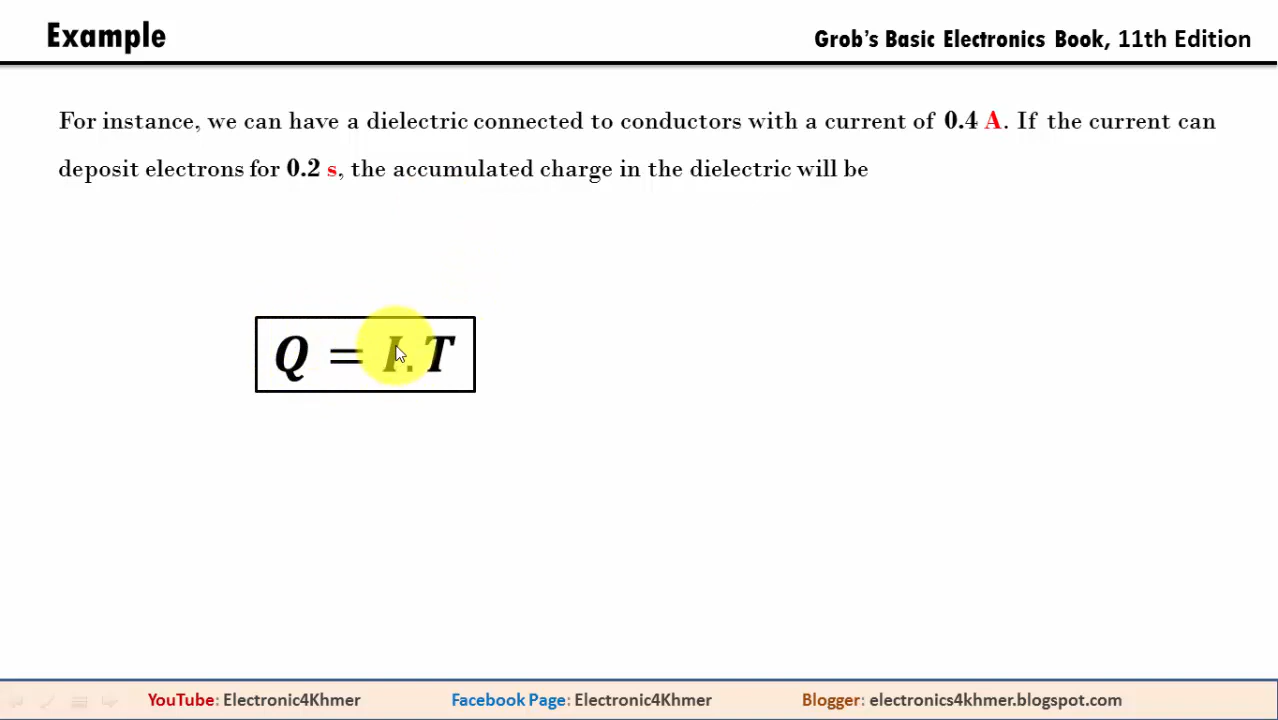 Example
Grob's Basic Electronics Book, 11th Edition
For instance, we can have a dielectric connected to conductors with a current of 0.4 A. If the current can
deposit electrons for 0.2 s, the accumulated charge in the dielectric will be
Q = I. T
YouTube: Electronic4Khmer
Facebook Page: Electronic4Khmer
Blogger: electronics4khmer.blogspot.com